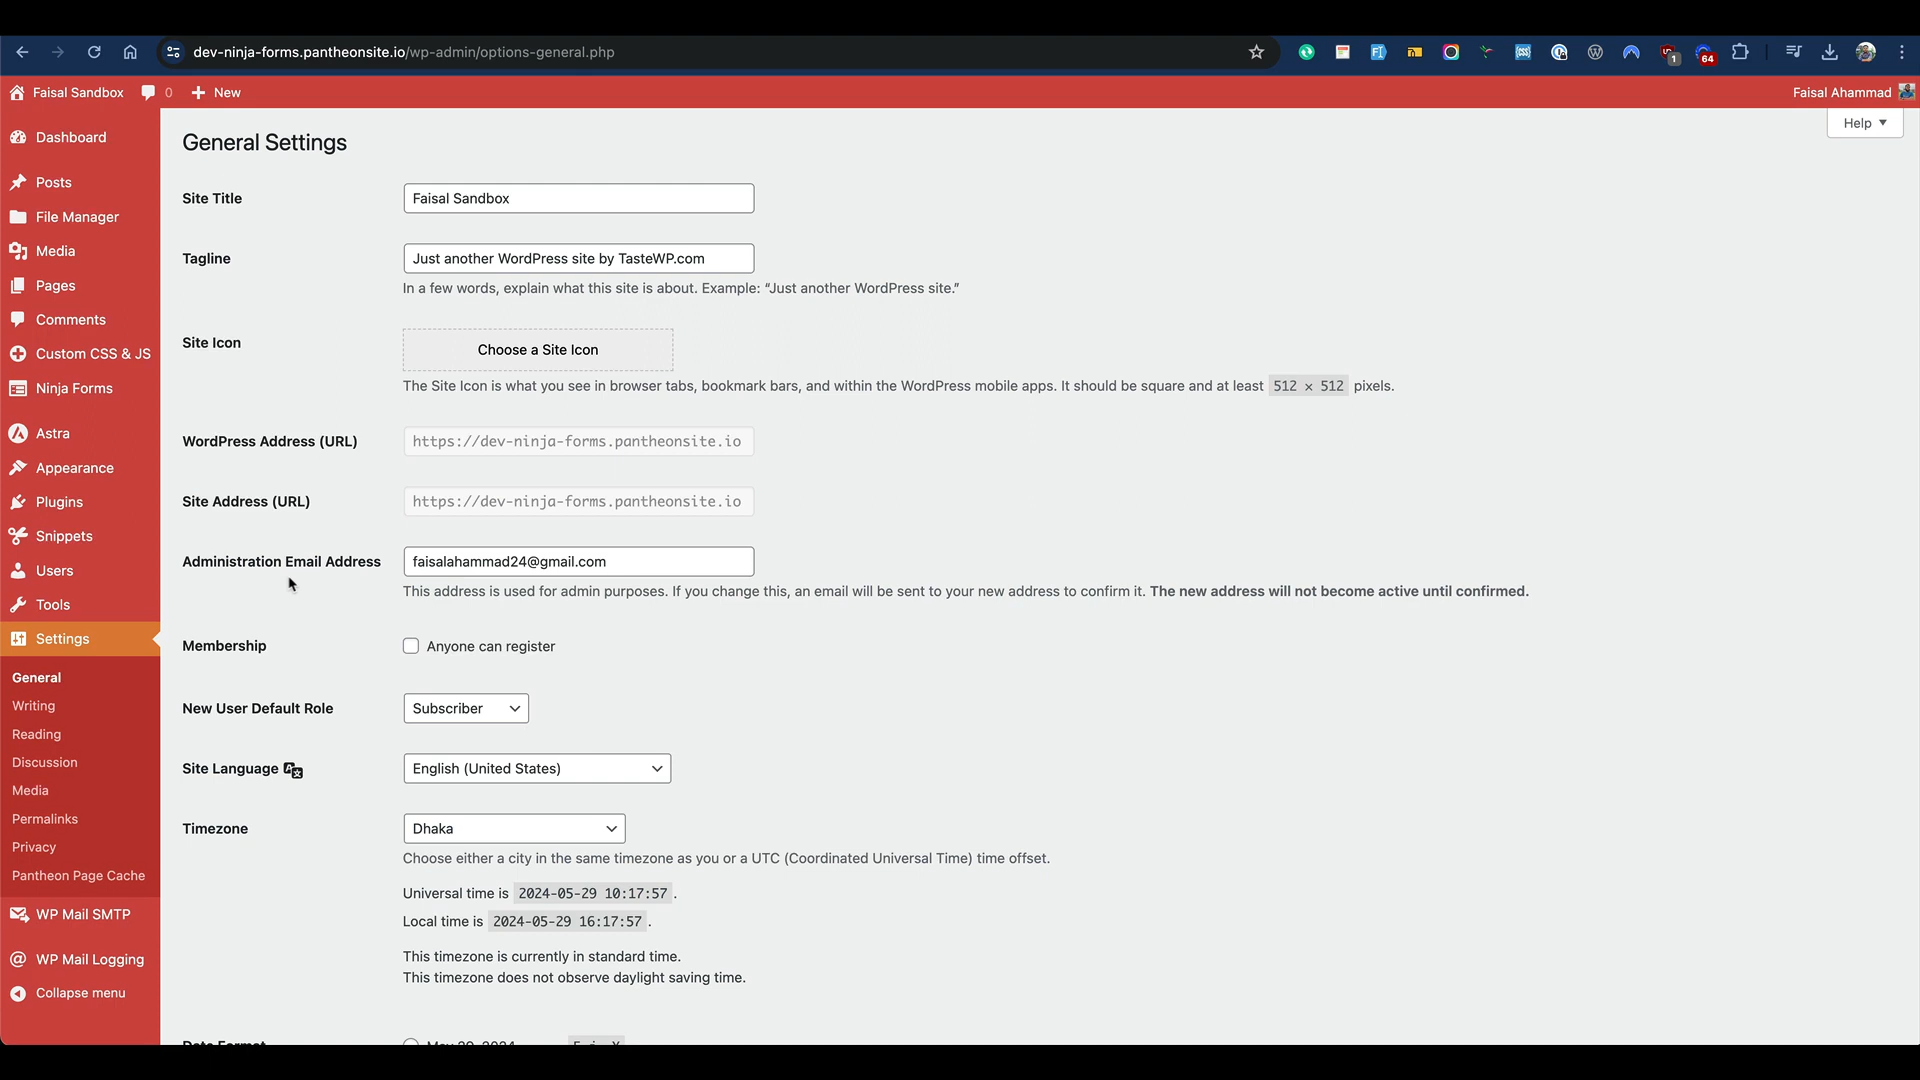 dev-ninja-forms.pantheonsite.io/wp-admin/options-general.php
1
64
Faisal Sandbox 0 New
Faisal Ahammad
Help
Dashboard
Posts
File Manager
Media
Pages
Comments
Custom CSS & JS
Ninja Forms
Astra
Appearance
Plugins
Snippets
Users
Tools
Settings
General
Writing
Reading
Discussion
Media
Permalinks
Privacy
Pantheon Page Cache
WP Mail SMTP
WP Mail Logging
Collapse menu
General Settings
Site Title
Faisal Sandbox
Tagline
Just another WordPress site by TasteWP.com
In a few words, explain what this site is about. Example: “Just another WordPress site.”
Site Icon
Choose a Site Icon
The Site Icon is what you see in browser tabs, bookmark bars, and within the WordPress mobile apps. It should be square and at least 512 × 512 pixels.
WordPress Address (URL)
https://dev-ninja-forms.pantheonsite.io
Site Address (URL)
https://dev-ninja-forms.pantheonsite.io
Administration Email Address
faisalahammad24@gmail.com
This address is used for admin purposes. If you change this, an email will be sent to your new address to confirm it. The new address will not become active until confirmed.
Membership
Anyone can register
New User Default Role
Subscriber
Site Language
English (United States)
Timezone
Dhaka
Choose either a city in the same timezone as you or a UTC (Coordinated Universal Time) time offset.
Universal time is 2024-05-29 10:17:57 .
Local time is 2024-05-29 16:17:57 .
This timezone is currently in standard time.
This timezone does not observe daylight saving time.
Date Format
May 29, 2024